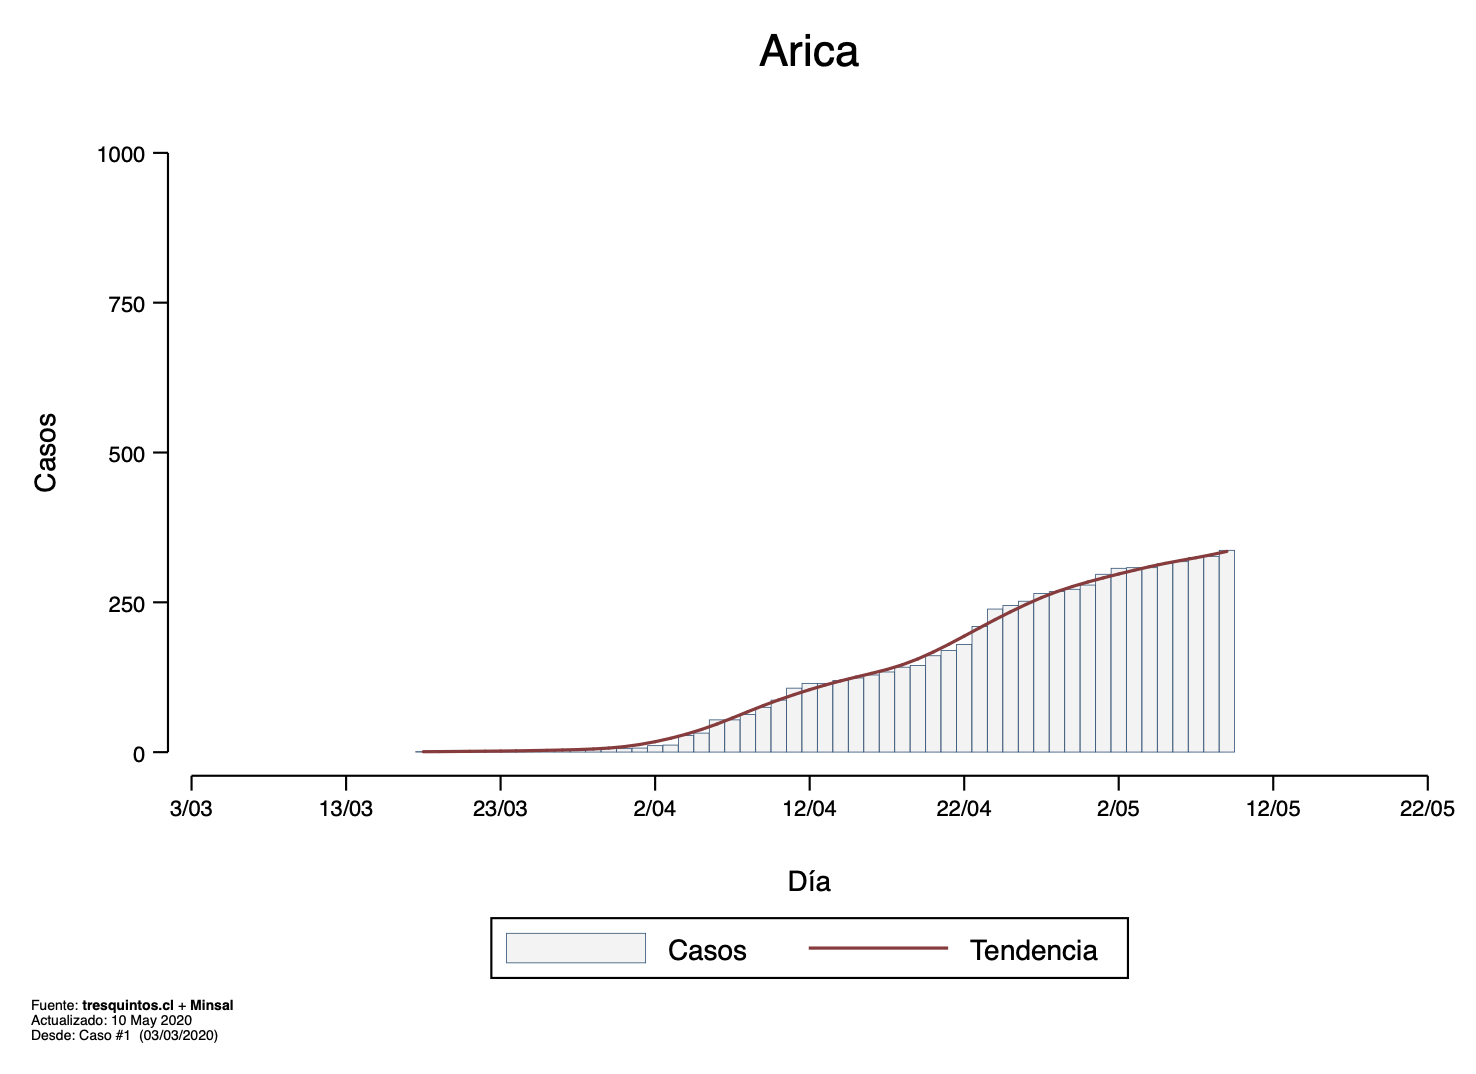 Arica
1000
750
500
250
0
Casos
3/03 13/03 23/03 2/04 12/04 22/04 2/05 12/05 22/05
Día
Casos Tendencia
Fuente: tresquintos.cl + Minsal
Actualizado: 10 May 2020
Desde: Caso #1 (03/03/2020)